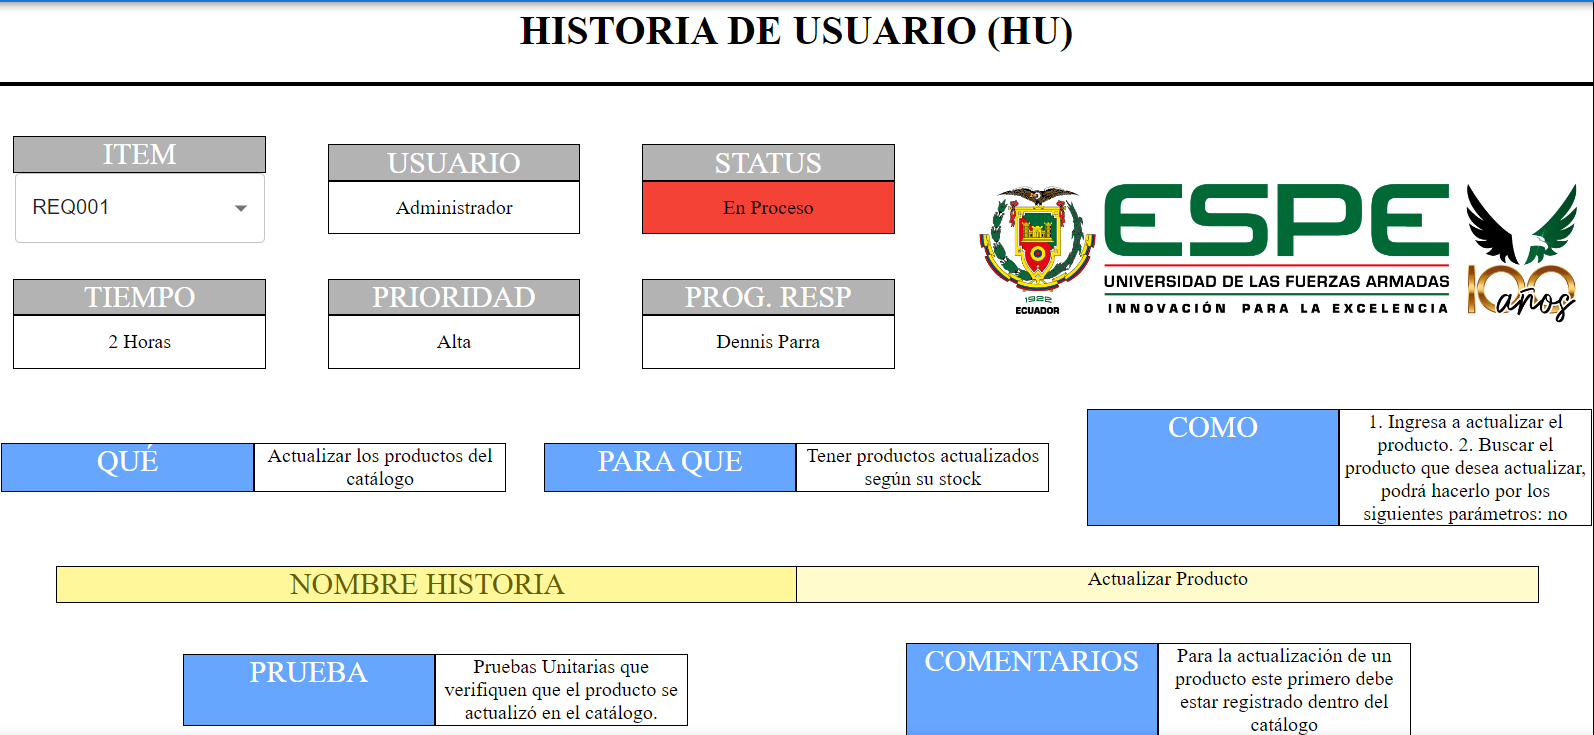 HISTORIA DE USUARIO (HU)
ITEM
REQ001
USUARIO
Administrador
STATUS
En Proceso
TIEMPO
2 Horas
PRIORIDAD
Alta
PROG. RESP
Dennis Parra
1922
ECUADOR
ESPE
UNIVERSIDAD DE LAS FUERZAS ARMADAS
INNOVACIÓN PARA LA EXCELENCIA
100
años
QUÉ
Actualizar los productos del
catálogo
PARA QUE
Tener productos actualizados
según su stock
COMO
1. Ingresa a actualizar el
producto. 2. Buscar el
producto que desea actualizar,
podrá hacerlo por los
siguientes parámetros: no
NOMBRE HISTORIA
Actualizar Producto
PRUEBA
Pruebas Unitarias que
verifiquen que el producto se
actualizó en el catálogo.
COMENTARIOS
Para la actualización de un
producto este primero debe
estar registrado dentro del
catálogo